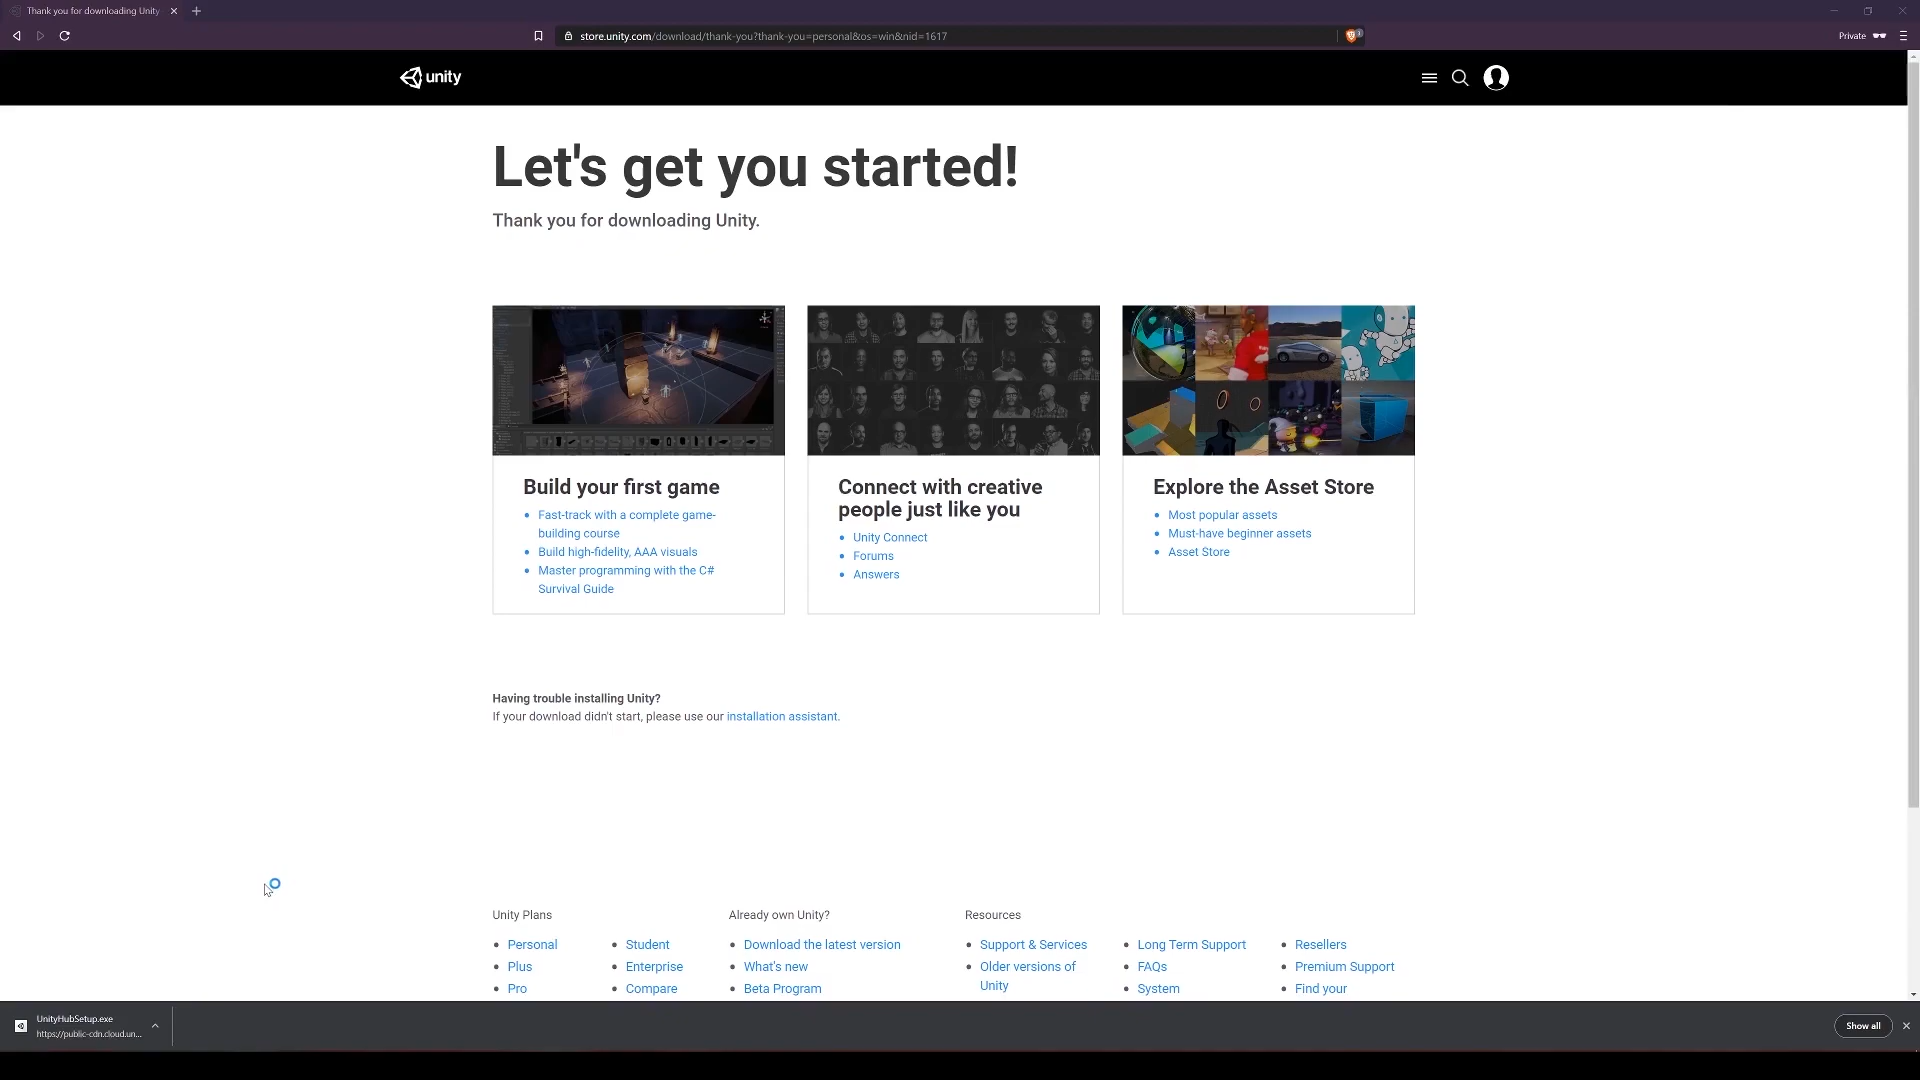 Thank you for downloading Unity
store.unity.com/download/thank-you?thank-you=personal&os=win&nid=1617
Private
unity
Let's get you started!
Thank you for downloading Unity.
Build your first game
Fast-track with a complete game-
building course
Build high-fidelity, AAA visuals
Master programming with the C#
Survival Guide
Connect with creative
people just like you
Unity Connect
Forums
Answers
Explore the Asset Store
Most popular assets
Must-have beginner assets
Asset Store
Having trouble installing Unity?
If your download didn't start, please use our installation assistant.
Unity Plans
Personal
Plus
Pro
Student
Enterprise
Compare
Already own Unity?
Download the latest version
What's new
Beta Program
Resources
Support & Services
Older versions of
Unity
Long Term Support
FAQs
System
Resellers
Premium Support
Find your
UnityHubSetup.exe
https://public-cdn.cloud.un...
Show all